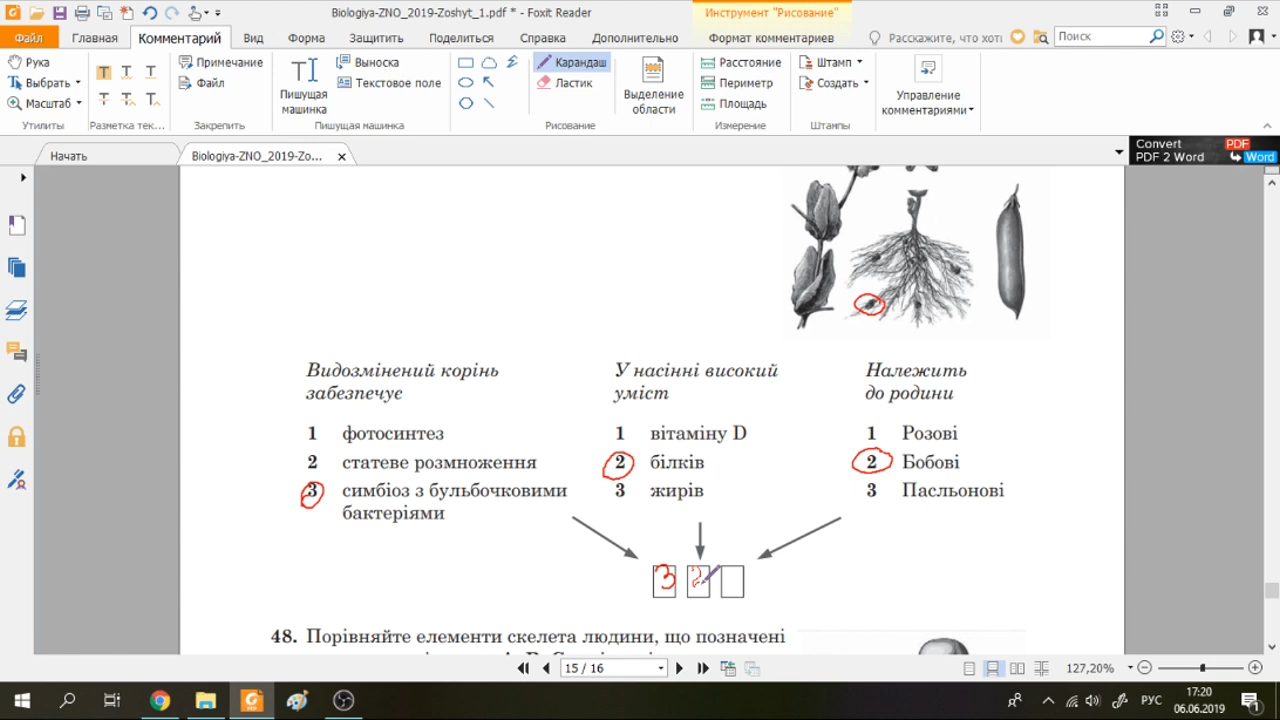 Biologiya-ZNO_2019-Zoshyt_1.pdf * - Foxit Reader
Инструмент "Рисование"
Файл
Главная
Комментарий
Вид
Форма
Защитить
Поделиться
Справка
Дополнительно
Формат комментариев
Расскажите, что хоті
Поиск
Рука
Выбрать
Масштаб
Утилиты
Разметка тек...
Примечание
Файл
Закрепить
Пишущая машинка
Выноска
Текстовое поле
Пишущая машинка
Карандаш
Ластик
Рисование
Выделение области
Расстояние
Периметр
Площадь
Измерение
Штамп
Создать
Штампы
Управление комментариями
Начать
Biologiya-ZNO_2019-Zo...
Convert PDF
PDF 2 Word Word
Видозмінений корінь
забезпечує
1 фотосинтез
2 статеве розмноження
3 симбіоз з бульбочковими
бактеріями
У насінні високий
уміст
1 вітаміну D
2 білків
3 жирів
Належить
до родини
1 Розові
2 Бобові
3 Пасльонові
3 2
48. Порівняйте елементи скелета людини, що позначені
15 / 16
127,20%
РУС
17:20
06.06.2019